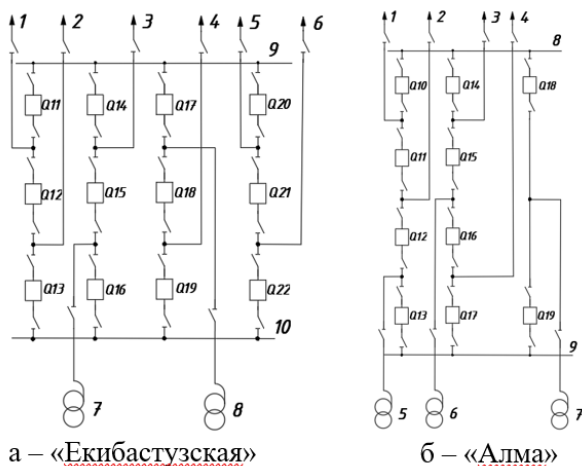 1 2 3 4 5 6
9
Q11 Q14 Q17 Q20
Q12 Q15 Q18 Q21
Q13 Q16 Q19 Q22
10
7 8
а – «Екибастузская»
1 2 3 4
8
Q10 Q14 Q18
Q11 Q15
Q12 Q16
Q13 Q17 Q19
9
5 6 7
б – «Алма»